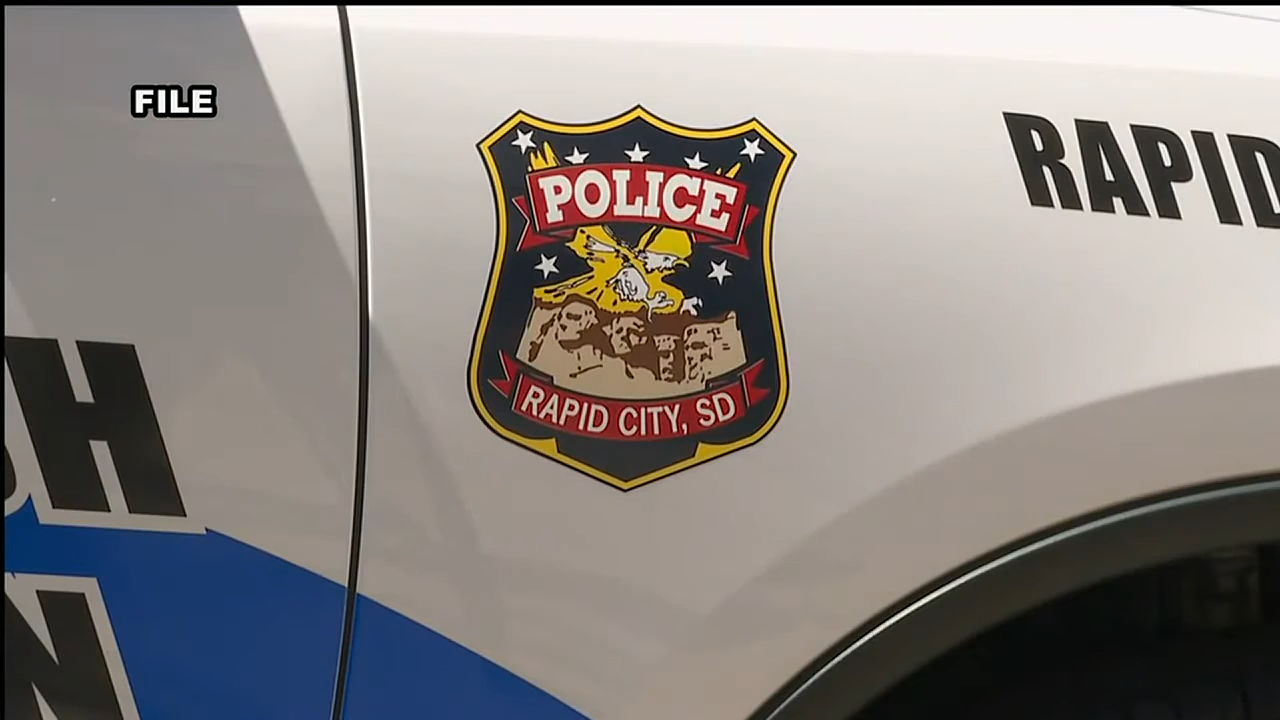 FILE
POLICE
RAPID CITY, SD
RAPID
H
N